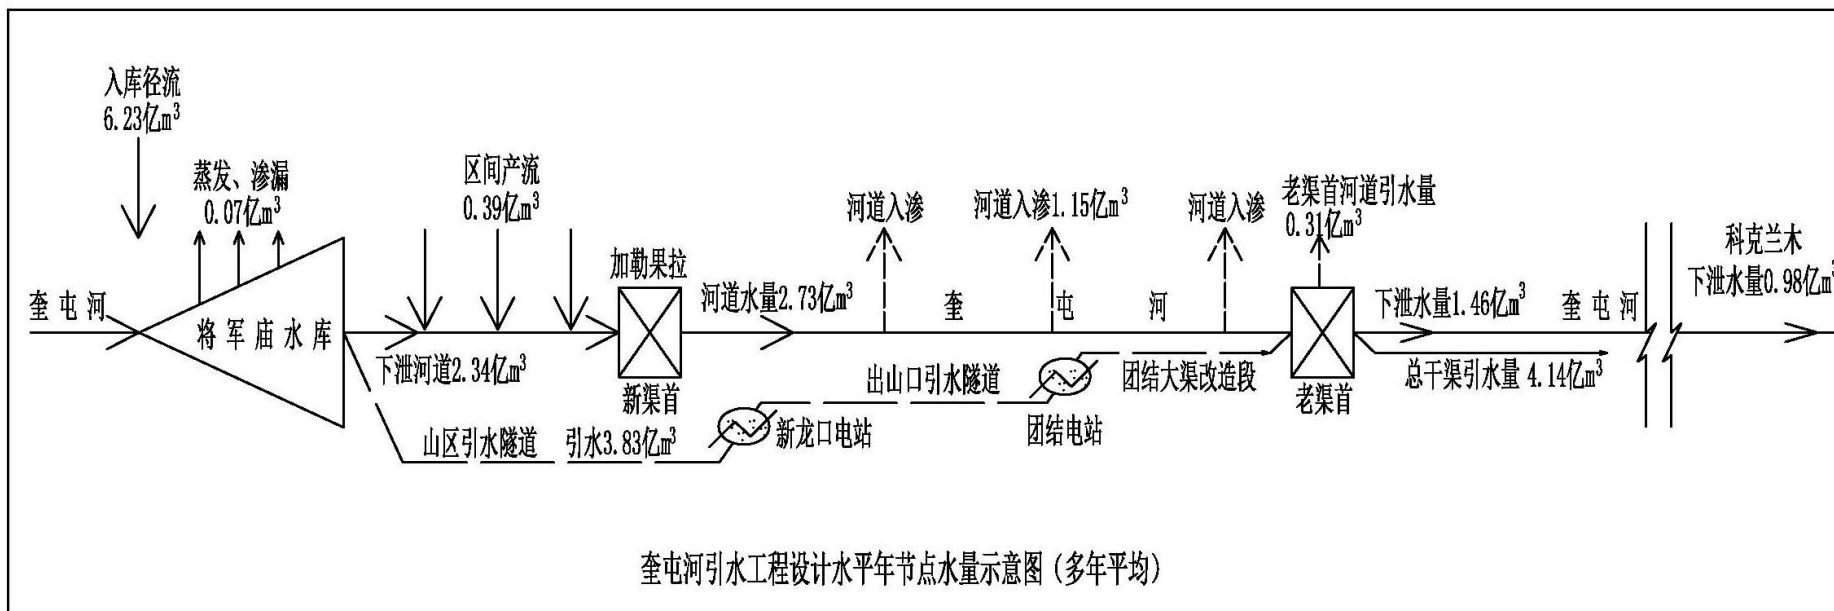 入库径流
6.23亿m³
蒸发、渗漏
0.07亿m³
区间产流
0.39亿m³
河道入渗
河道入渗1.15亿m³
河道入渗
老渠首河道引水量
0.31亿m³
科克兰木
下泄水量0.98亿m³
加勒果拉
奎屯河
将军庙水库
河道水量2.73亿m³
奎屯河
下泄水量1.46亿m³
奎屯河
下泄河道2.34亿m³
新渠首
出山口引水隧道
团结大渠改造段
老渠首
总干渠引水量 4.14亿m³
山区引水隧道 引水3.83亿m³
新龙口电站
团结电站
奎屯河引水工程设计水平年节点水量示意图（多年平均）